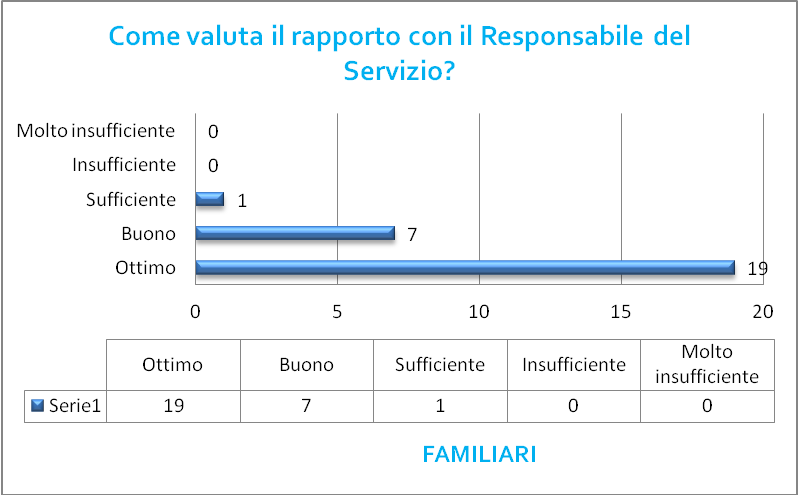 Come valuta il rapporto con il Responsabile del
Servizio?
Molto insufficiente 0
Insufficiente 0
Sufficiente 1
Buono 7
Ottimo 19
0 5 10 15 20
Ottimo Buono Sufficiente Insufficiente Molto insufficiente
Serie1 19 7 1 0 0
FAMILIARI